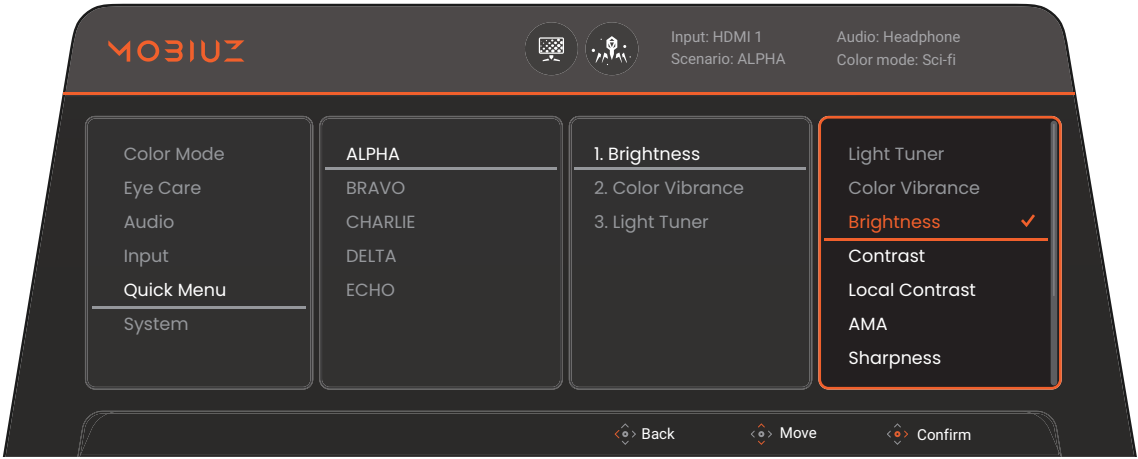 MOBIUZ
Input: HDMI 1
Scenario: ALPHA
Audio: Headphone
Color mode: Sci-fi
Color Mode
Eye Care
Audio
Input
Quick Menu
System
ALPHA
BRAVO
CHARLIE
DELTA
ECHO
1. Brightness
2. Color Vibrance
3. Light Tuner
Light Tuner
Color Vibrance
Brightness
Contrast
Local Contrast
AMA
Sharpness
Back
Move
Confirm